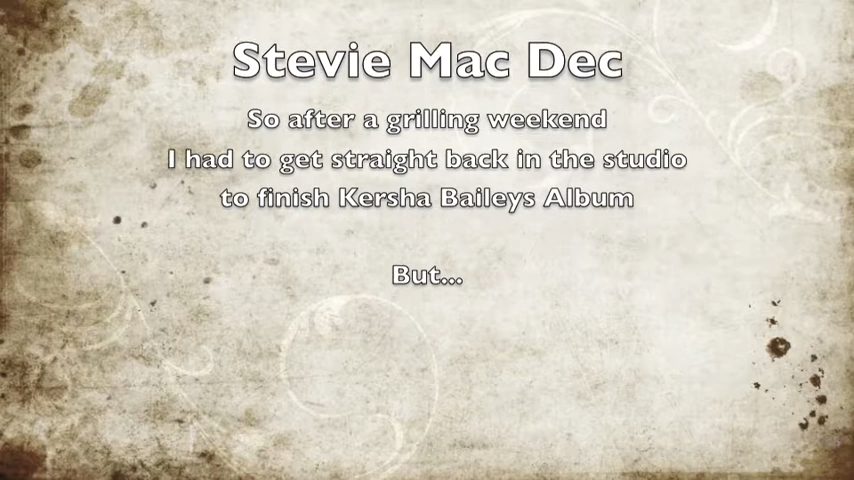 Stevie Mac Dec
So after a grilling weekend
I had to get straight back in the studio
to finish Kersha Baileys Album
But...